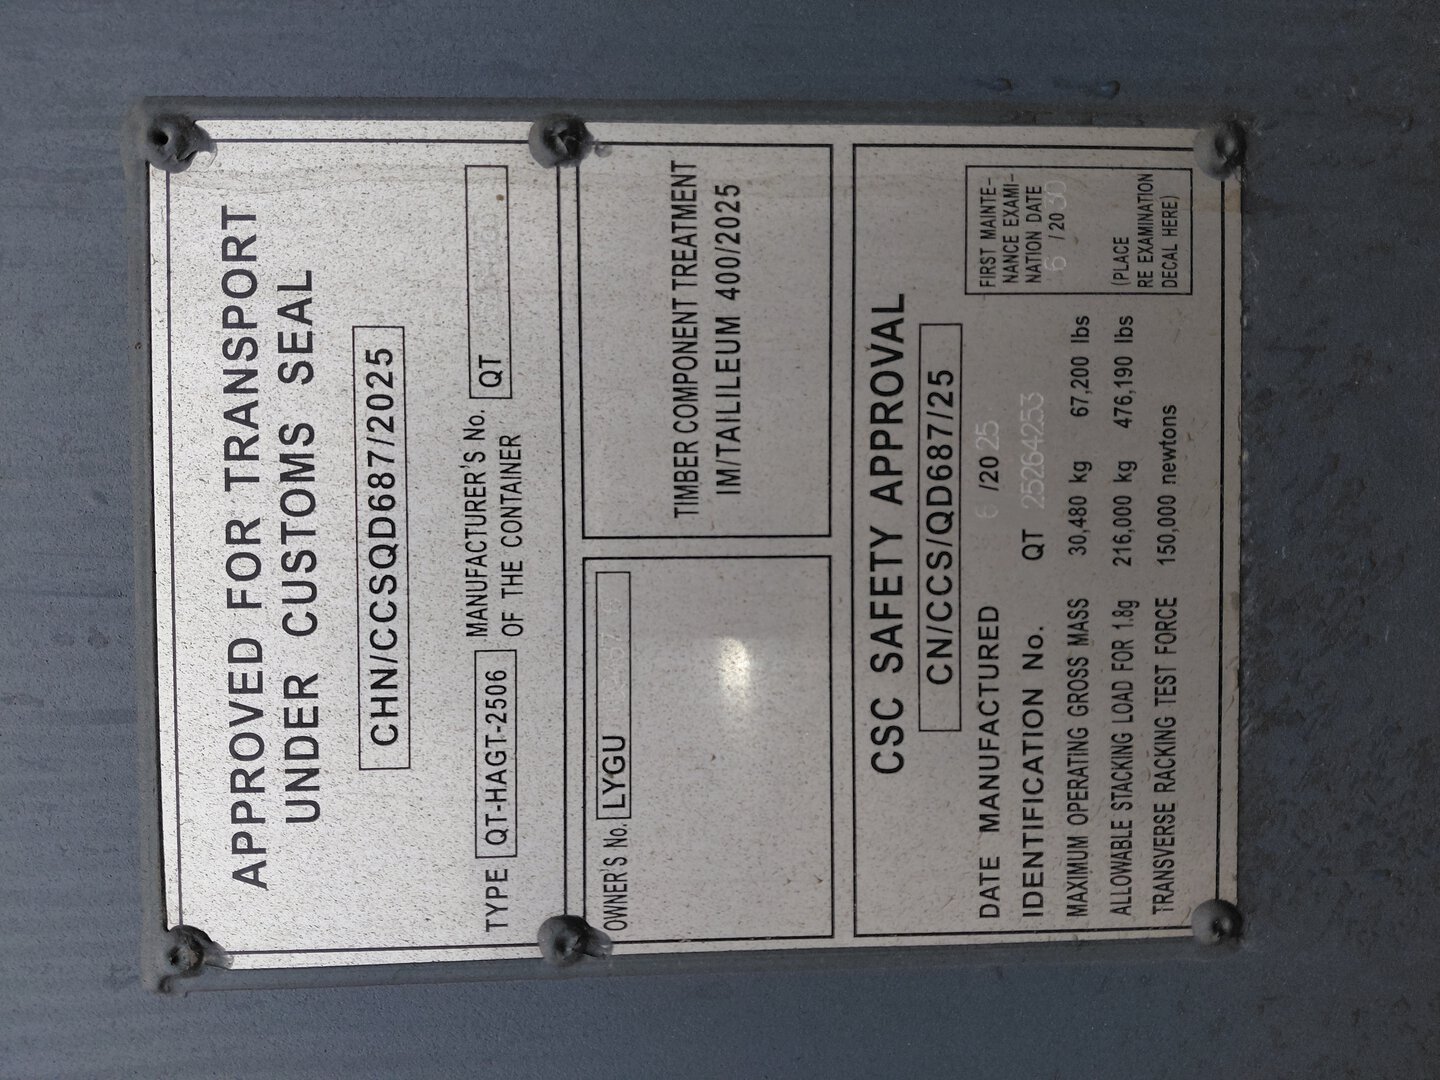 APPROVED FOR TRANSPORT
UNDER CUSTOMS SEAL
CHN/CCSQD687/2025
TYPE QT-HAGT-2506 MANUFACTURER'S No.
OF THE CONTAINER QT
OWNER'S No. LYGU
TIMBER COMPONENT TREATMENT
IM/TAILILEUM 400/2025
CSC SAFETY APPROVAL
CN/CCS/QD687/25
DATE MANUFACTURED 6 /20 25
IDENTIFICATION No. QT 25264253
MAXIMUM OPERATING GROSS MASS 30,480 kg 67,200 lbs
ALLOWABLE STACKING LOAD FOR 1.8g 216,000 kg 476,190 lbs
TRANSVERSE RACKING TEST FORCE 150,000 newtons
FIRST MAINTE-
NANCE EXAMI-
NATION DATE
6 /20 30
(PLACE
RE EXAMINATION
DECAL HERE)